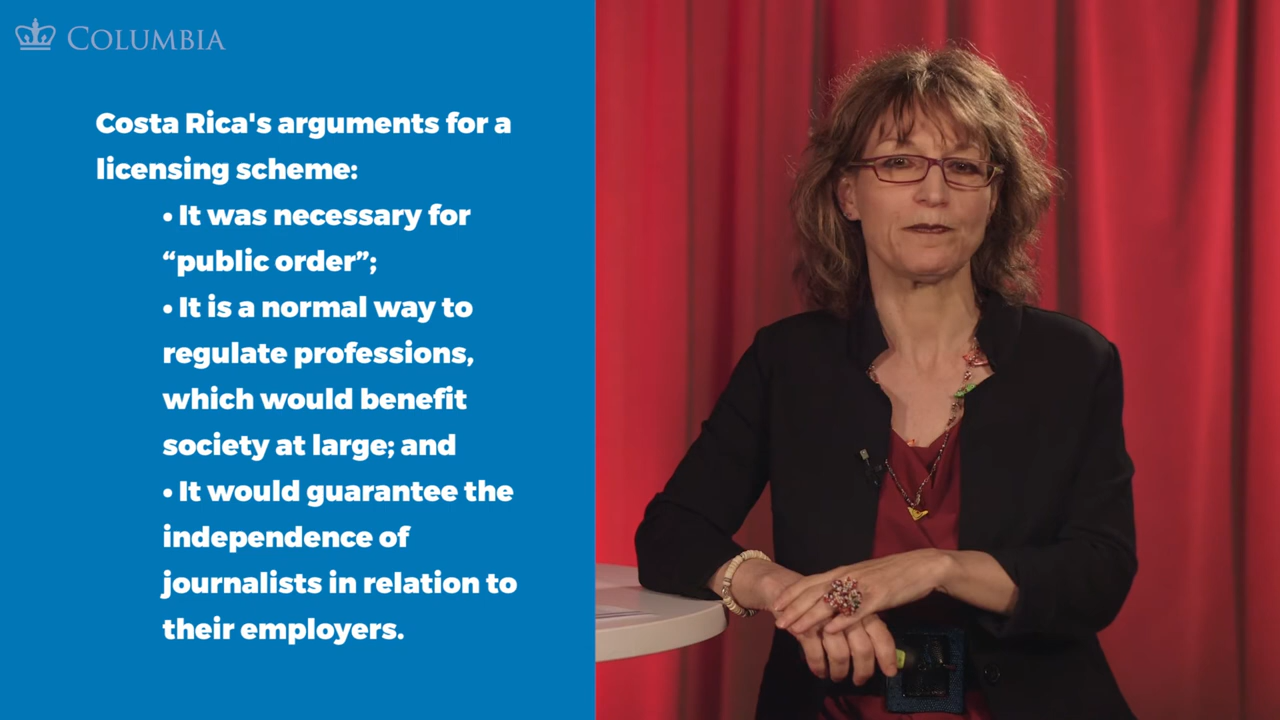 COLUMBIA
Costa Rica's arguments for a
licensing scheme:
• It was necessary for
“public order”;
• It is a normal way to
regulate professions,
which would benefit
society at large; and
• It would guarantee the
independence of
journalists in relation to
their employers.